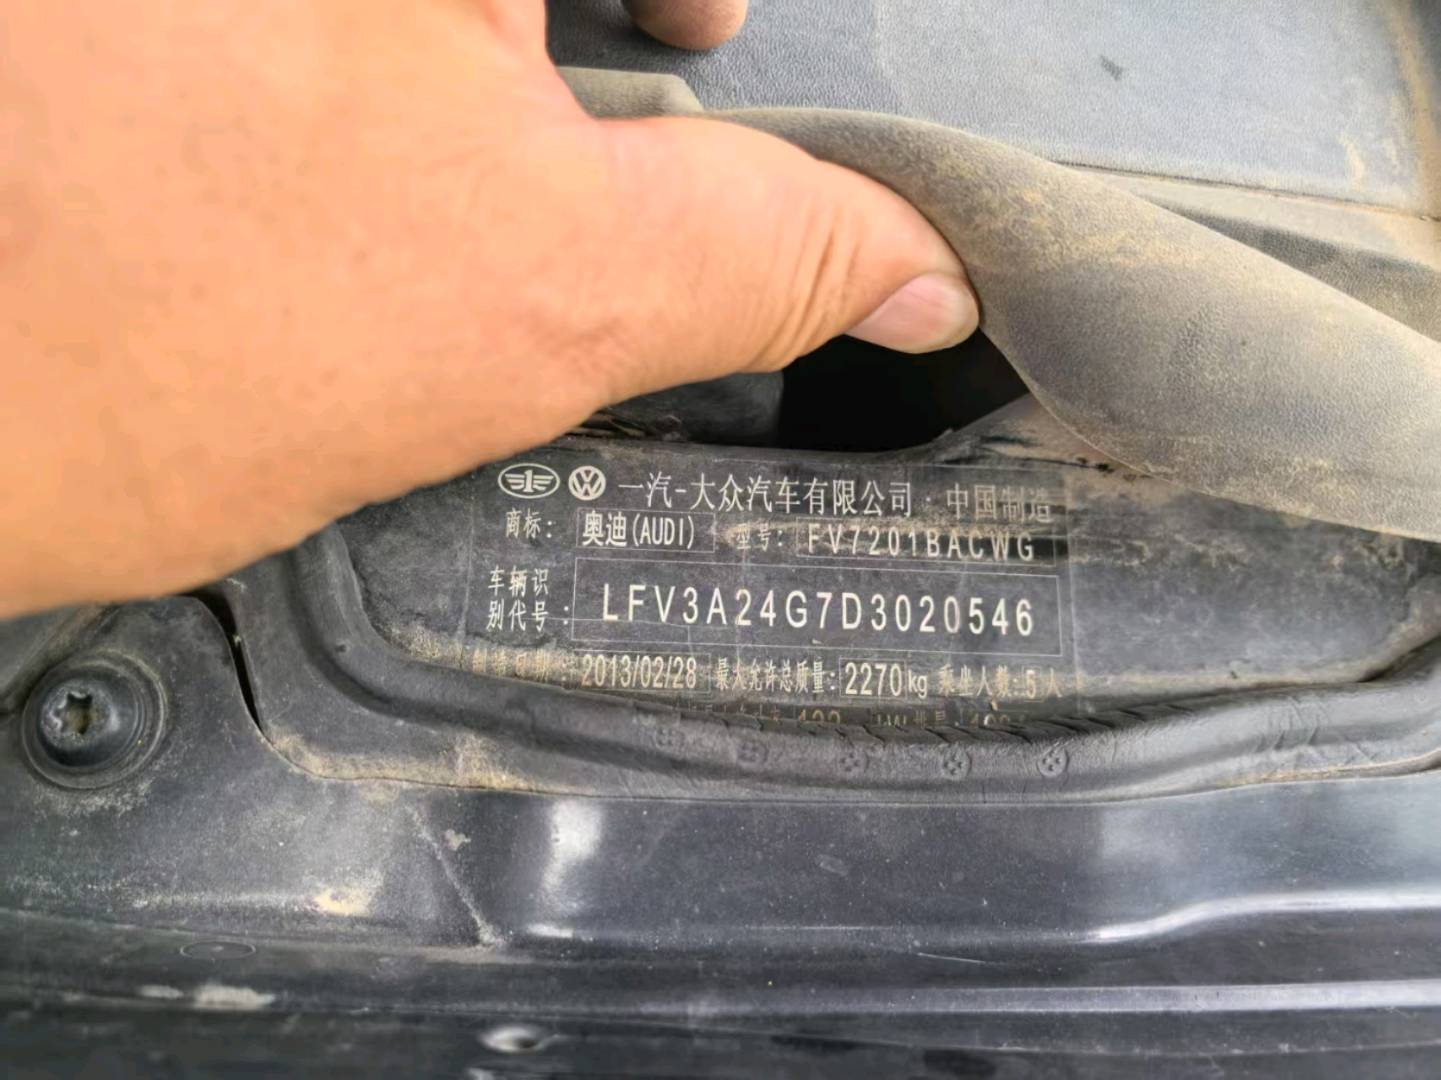 一汽-大众汽车有限公司·中国制造
商标: 奥迪(AUDI) 型号: FV7201BACWG
车辆识别代号: LFV3A24G7D3020546
制造日期: 2013/02/28 最大允许总质量: 2270kg 乘坐人数: 5人